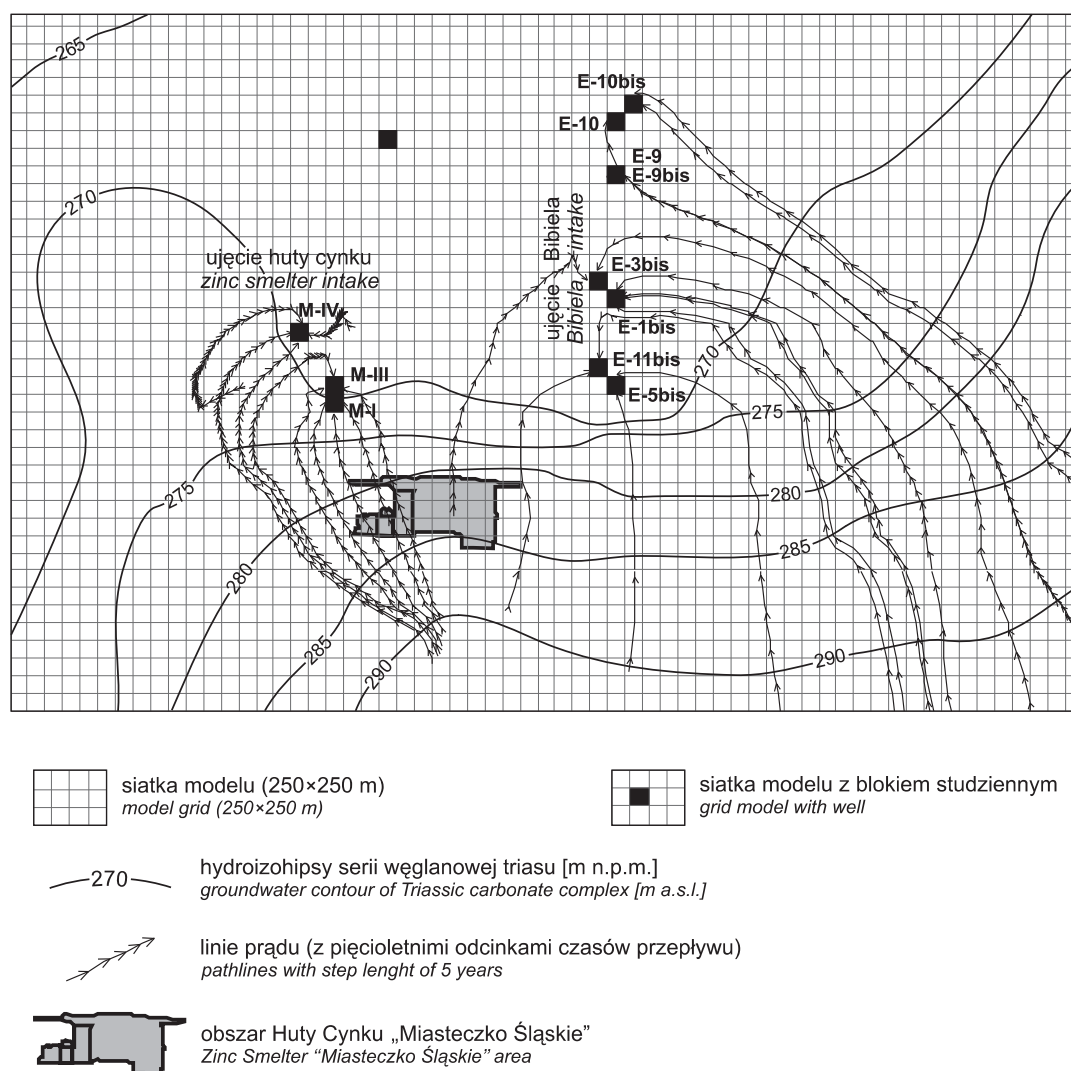 265
E-10bis
E-10
E-9
E-9bis
270
ujęcie Bibiela
Bibiela intake
ujęcie huty cynku
zinc smelter intake
E-3bis
M-IV
E-1bis
E-11bis
270
M-III
E-5bis
M-I
275
275
280
285
280
285
290
290
siatka modelu (250×250 m)
model grid (250×250 m)
siatka modelu z blokiem studziennym
grid model with well
270
hydroizohipsy serii węglanowej triasu [m n.p.m.]
groundwater contour of Triassic carbonate complex [m a.s.l.]
linie prądu (z pięcioletnimi odcinkami czasów przepływu)
pathlines with step lenght of 5 years
obszar Huty Cynku „Miasteczko Śląskie”
Zinc Smelter “Miasteczko Śląskie” area